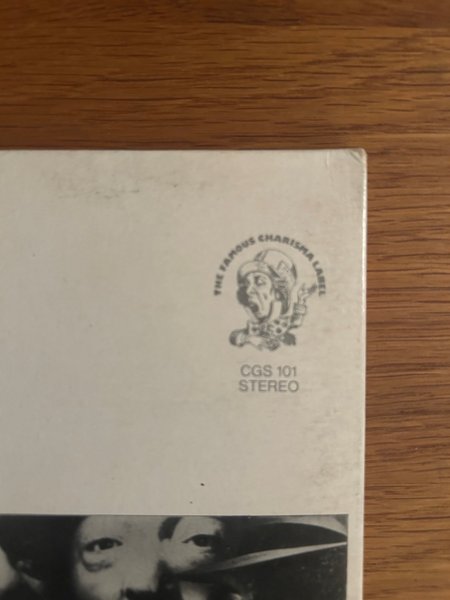 THE FAMOUS CHARISMA LABEL
CGS 101
STEREO